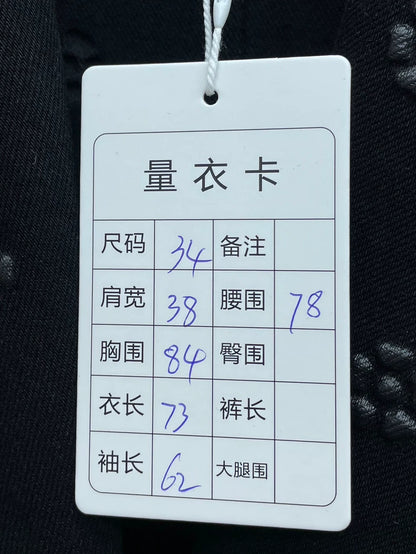 量衣卡
尺码 34 备注
肩宽 38 腰围 78
胸围 84 臀围
衣长 73 裤长
袖长 62 大腿围